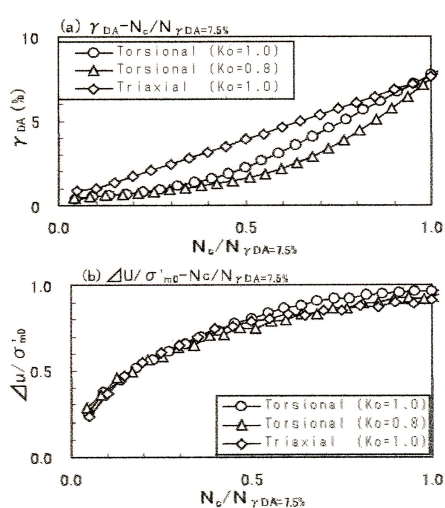 (a) γDA-Nc/NγDA=7.5%
10
Torsional (Ko=1.0)
Torsional (Ko=0.8)
Triaxial (Ko=1.0)
γDA (%)
5
0
0.0
0.5
1.0
Nc/NγDA=7.5%
(b) ⊿U/σ'm0-Nc/NγDA=7.5%
1.0
⊿u/σ'm0
0.5
Torsional (Ko=1.0)
Torsional (Ko=0.8)
Triaxial (Ko=1.0)
0.0
0.0
0.5
1.0
Nc/NγDA=7.5%